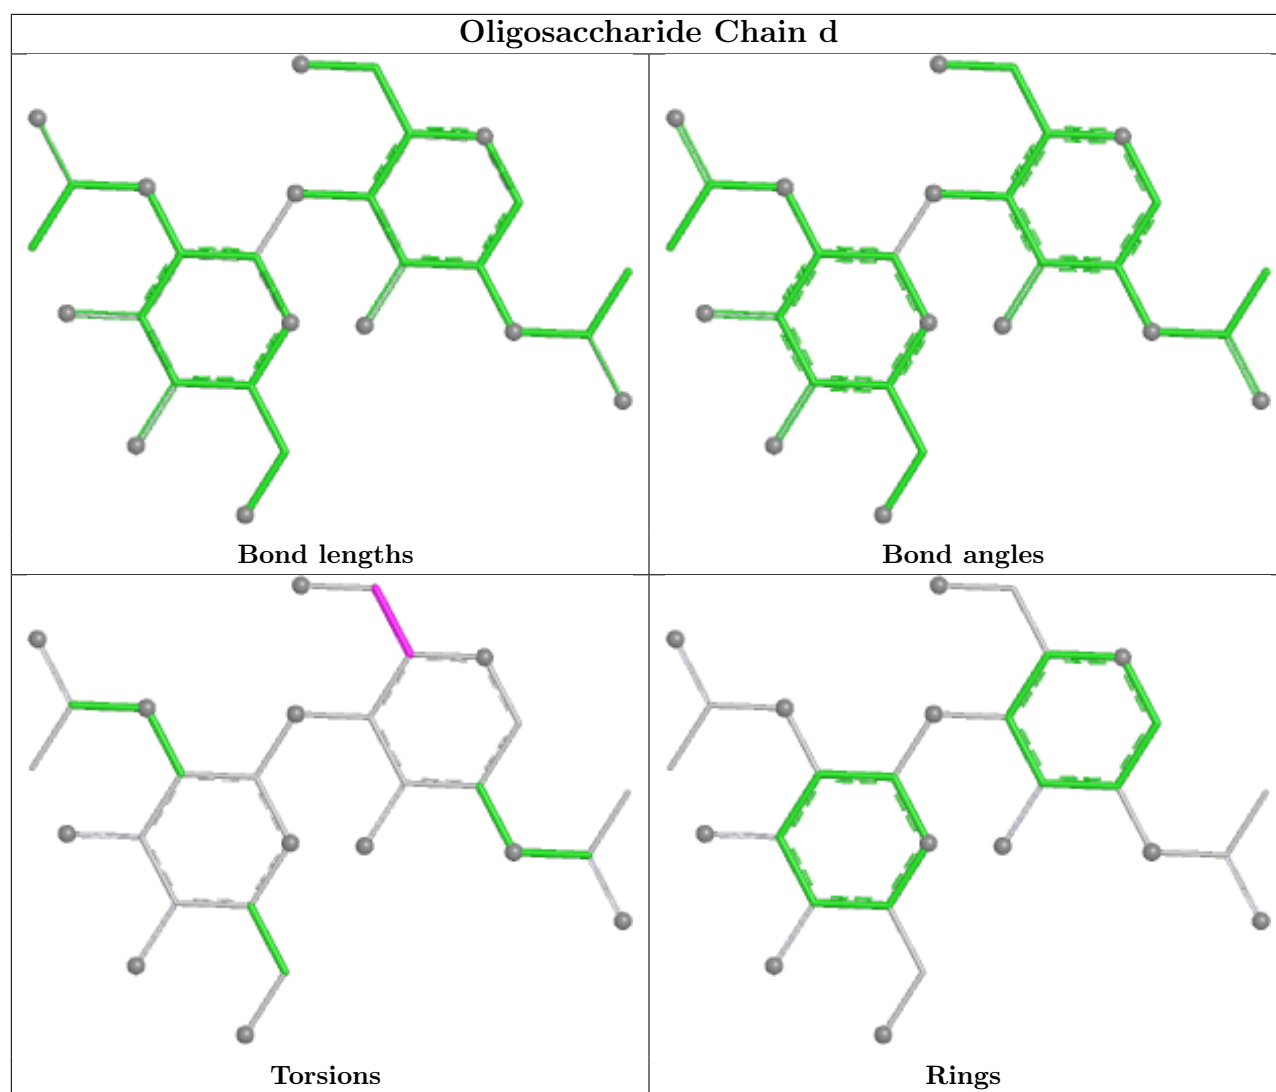 Oligosaccharide Chain d
Bond lengths
Bond angles
Torsions
Rings